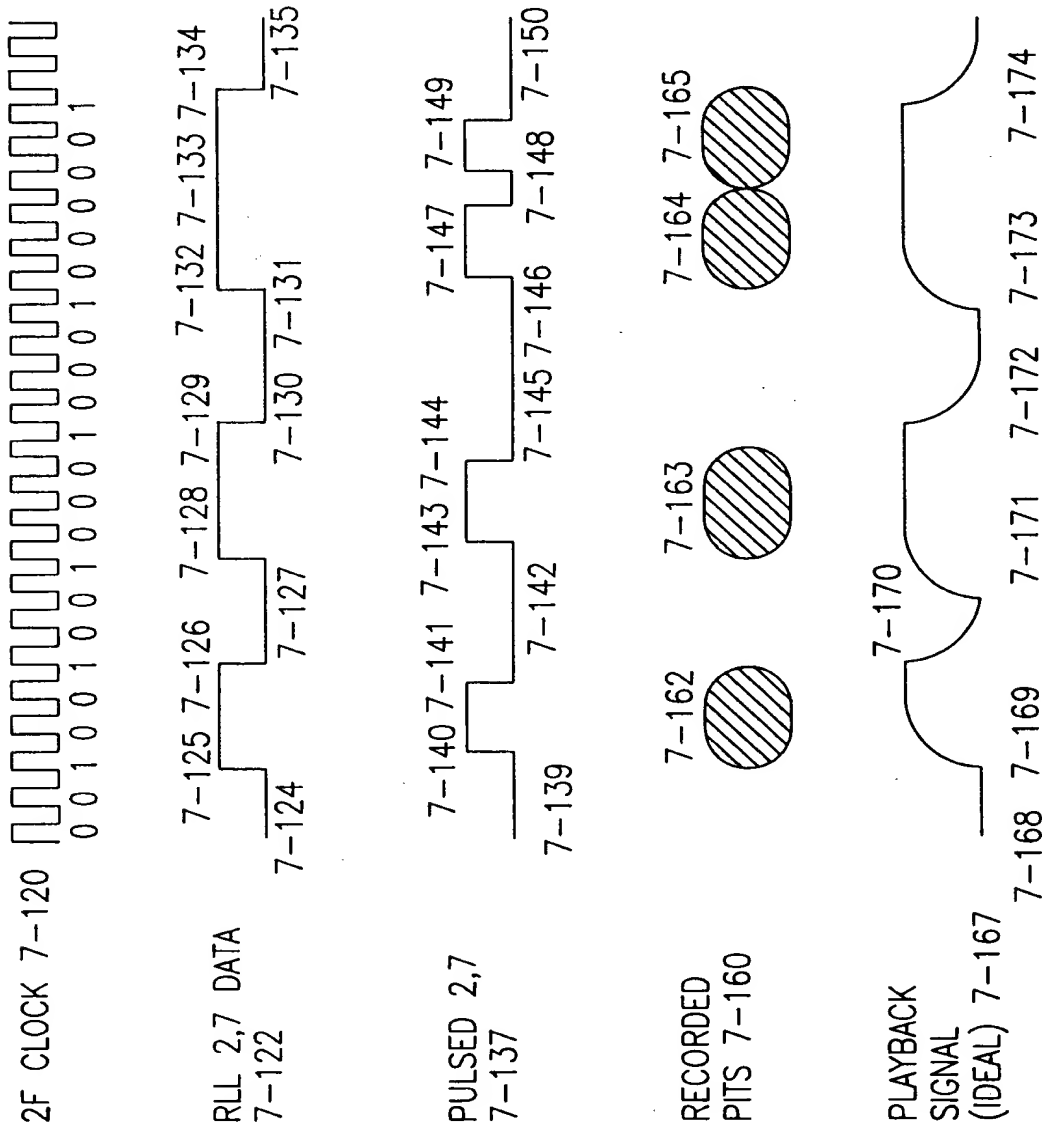 2F CLOCK 7-120
0 0 1 0 0 1 0 0 1 0 0 0 1 0 0 0 1 0 0 0 0 0 1
RLL 2,7 DATA
7-122
7-125 7-126 7-128 7-129 7-132 7-133 7-134
7-124 7-127 7-130 7-131 7-135
PULSED 2,7
7-137
7-140 7-141 7-143 7-144 7-147 7-149
7-139 7-142 7-145 7-146 7-148 7-150
RECORDED
PITS 7-160
7-162 7-163 7-164 7-165
PLAYBACK
SIGNAL
(IDEAL) 7-167
7-170
7-168 7-169 7-171 7-172 7-173 7-174